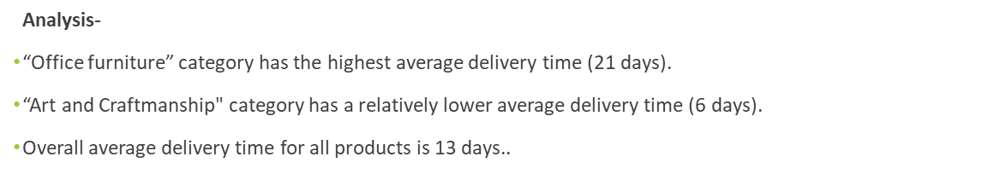 Analysis-
•“Office furniture” category has the highest average delivery time (21 days).
•“Art and Craftmanship" category has a relatively lower average delivery time (6 days).
•Overall average delivery time for all products is 13 days..